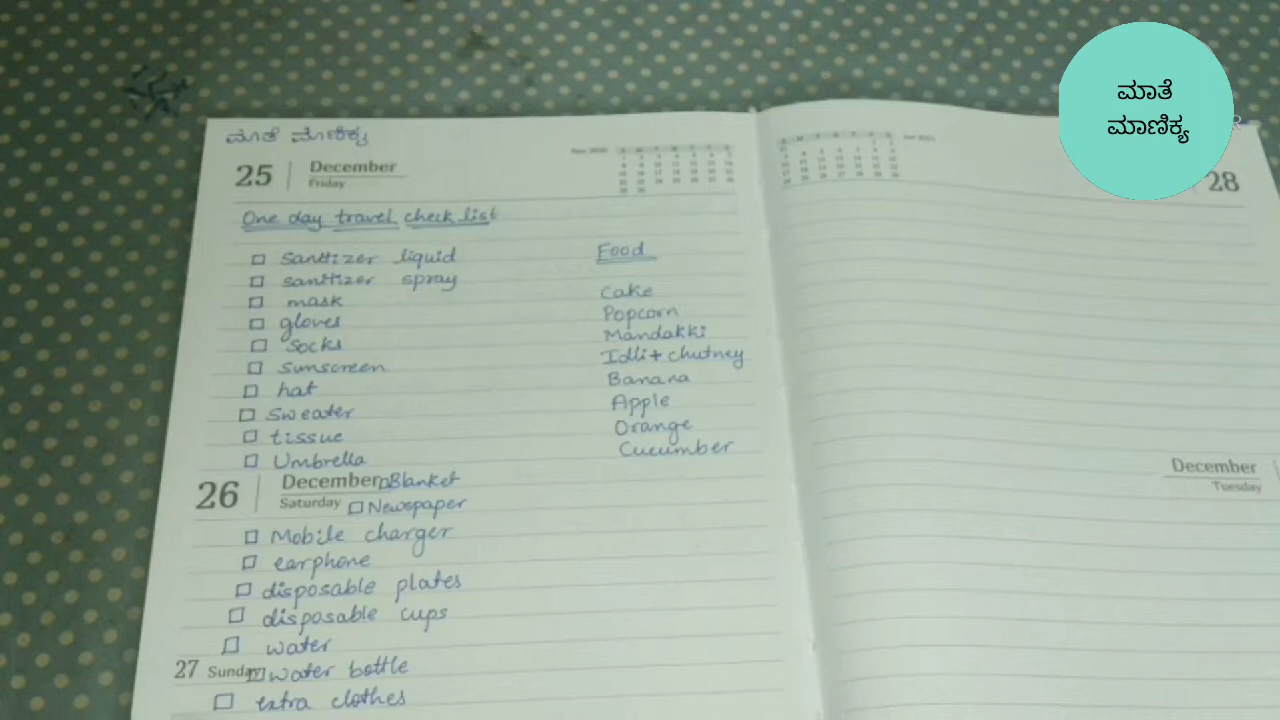 ಮಾತೆ
ಮಾಣಿಕ್ಯ
ಮಾತೆ ಮಾಣಿಕ್ಯ
25 December
Friday
One day travel check list
sanitizer liquid
sanitizer spray
mask
gloves
socks
sunscreen
hat
sweater
tissue
Umbrella
Food
Cake
Popcorn
Mandakki
Idli + chutney
Banana
Apple
Orange
Cucumber
26 December Blanket
Saturday Newspaper
Mobile charger
earphone
disposable plates
disposable cups
water
27 Sunday water bottle
extra clothes
28
December
Tuesday